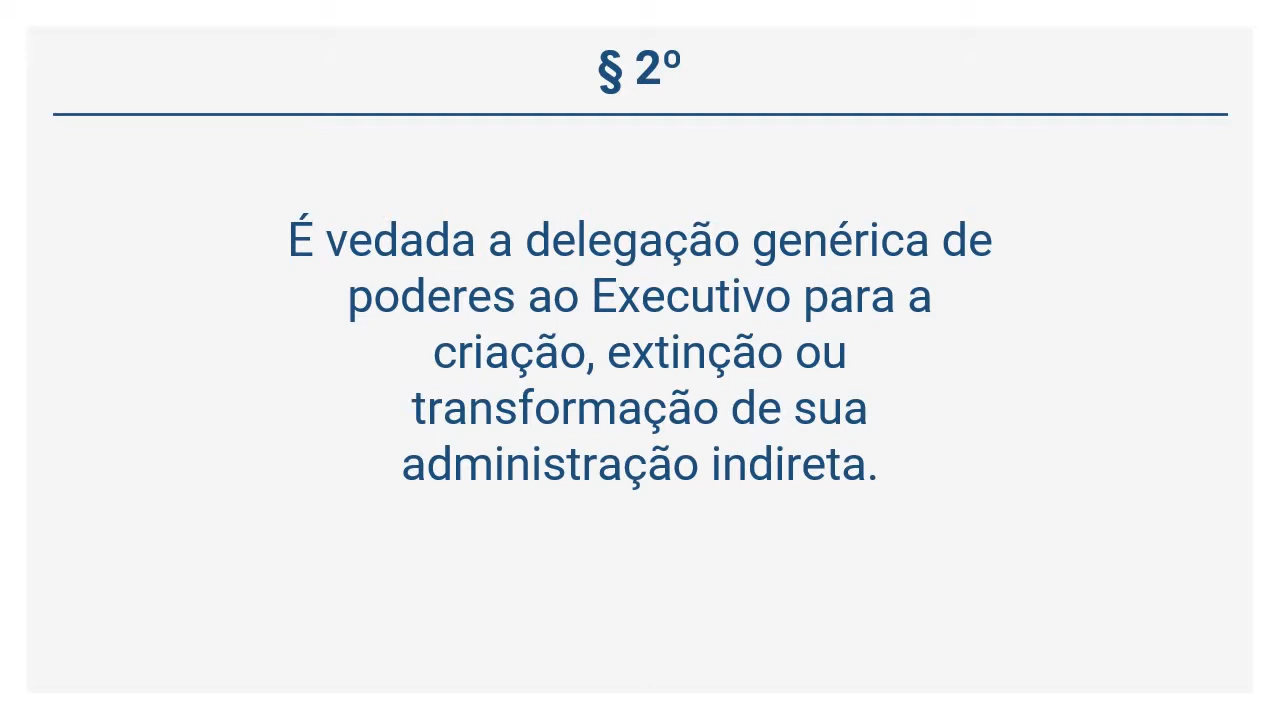 § 2º
É vedada a delegação genérica de
poderes ao Executivo para a
criação, extinção ou
transformação de sua
administração indireta.